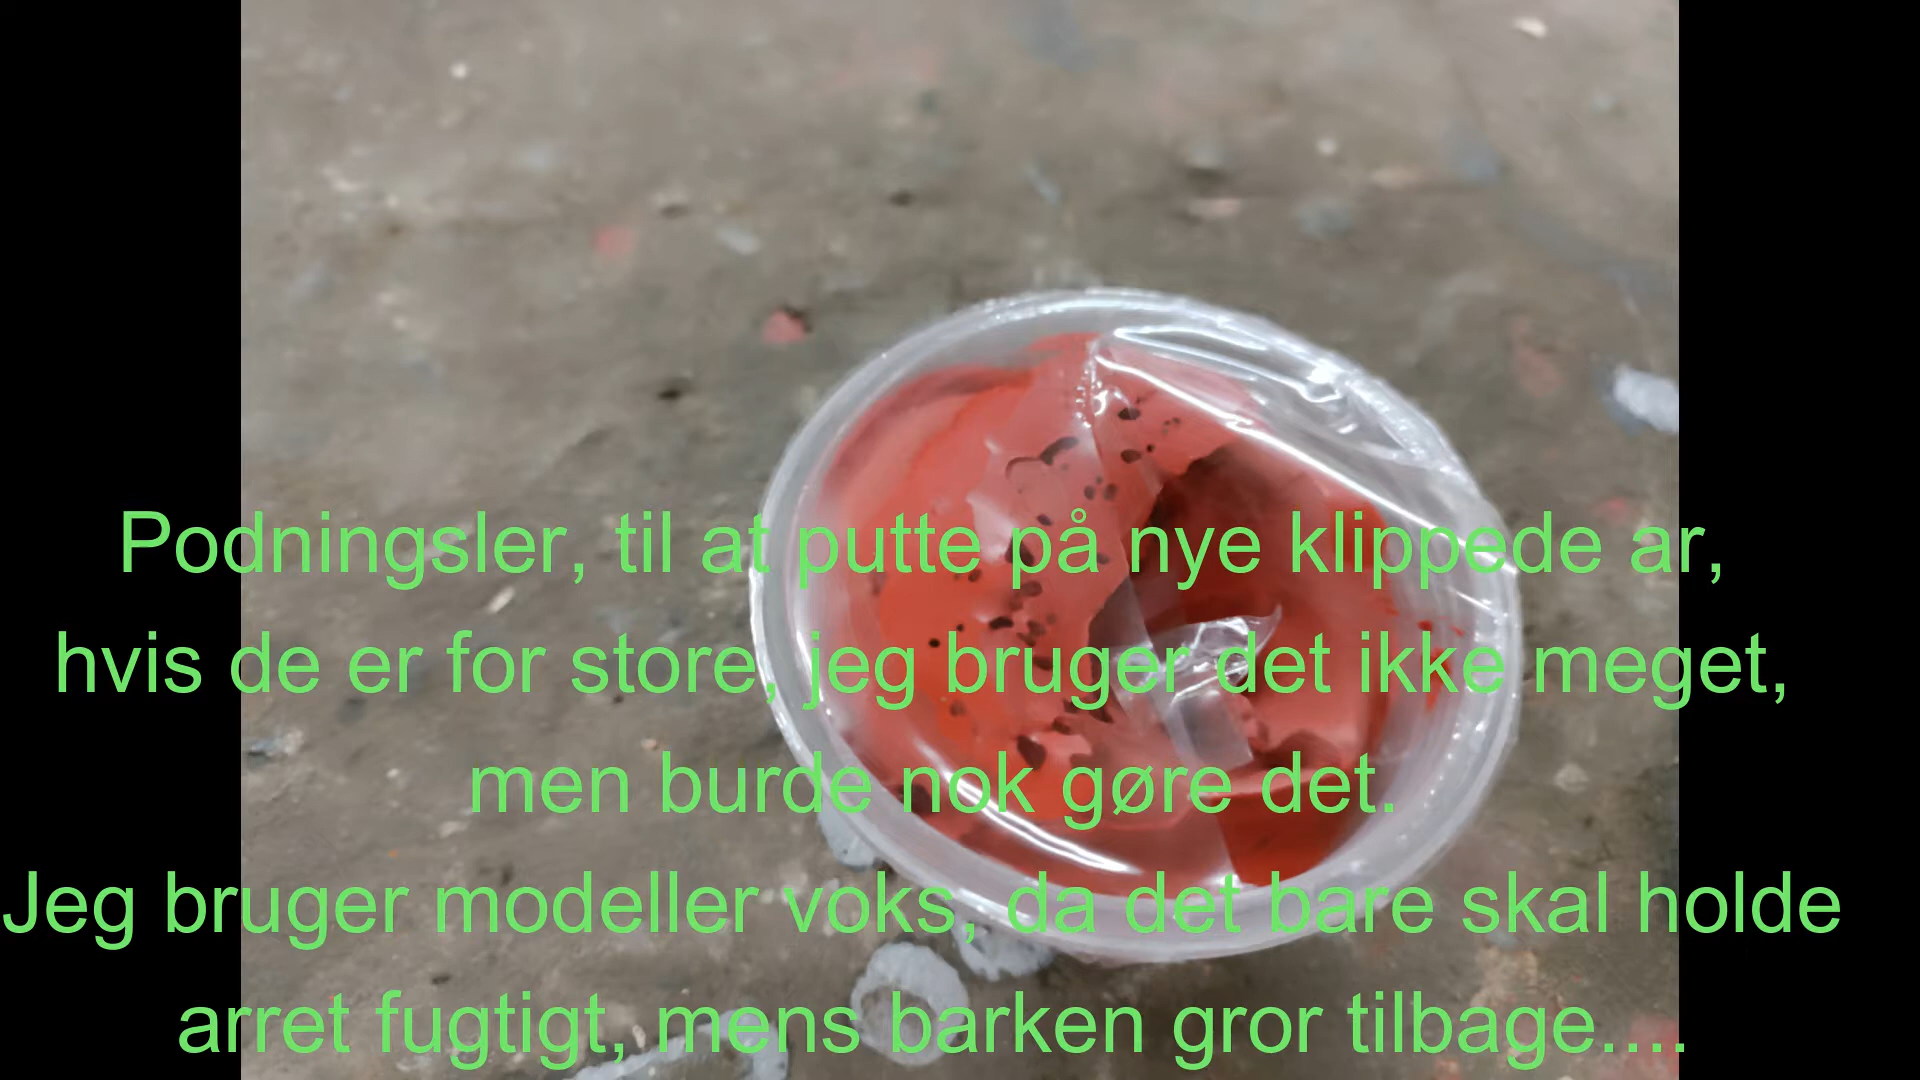 Podningsler, til at putte på nye klippede ar,
hvis de er for store, jeg bruger det ikke meget,
men burde nok gøre det.
Jeg bruger modeller voks, da det bare skal holde
arret fugtigt, mens barken gror tilbage....